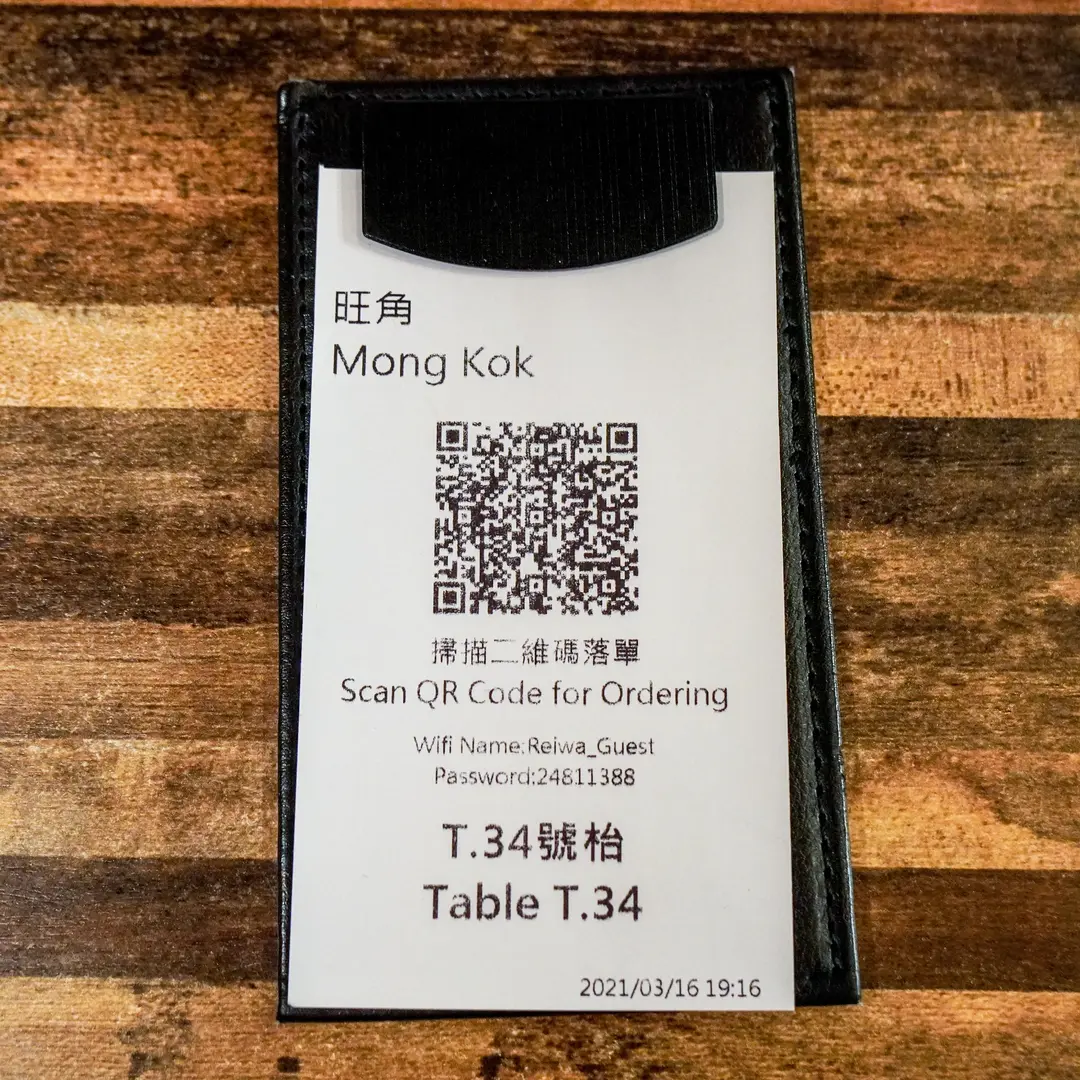 旺角
Mong Kok
掃描二維碼落單
Scan QR Code for Ordering
Wifi Name:Reiwa_Guest
Password:24811388
T.34號枱
Table T.34
2021/03/16 19:16